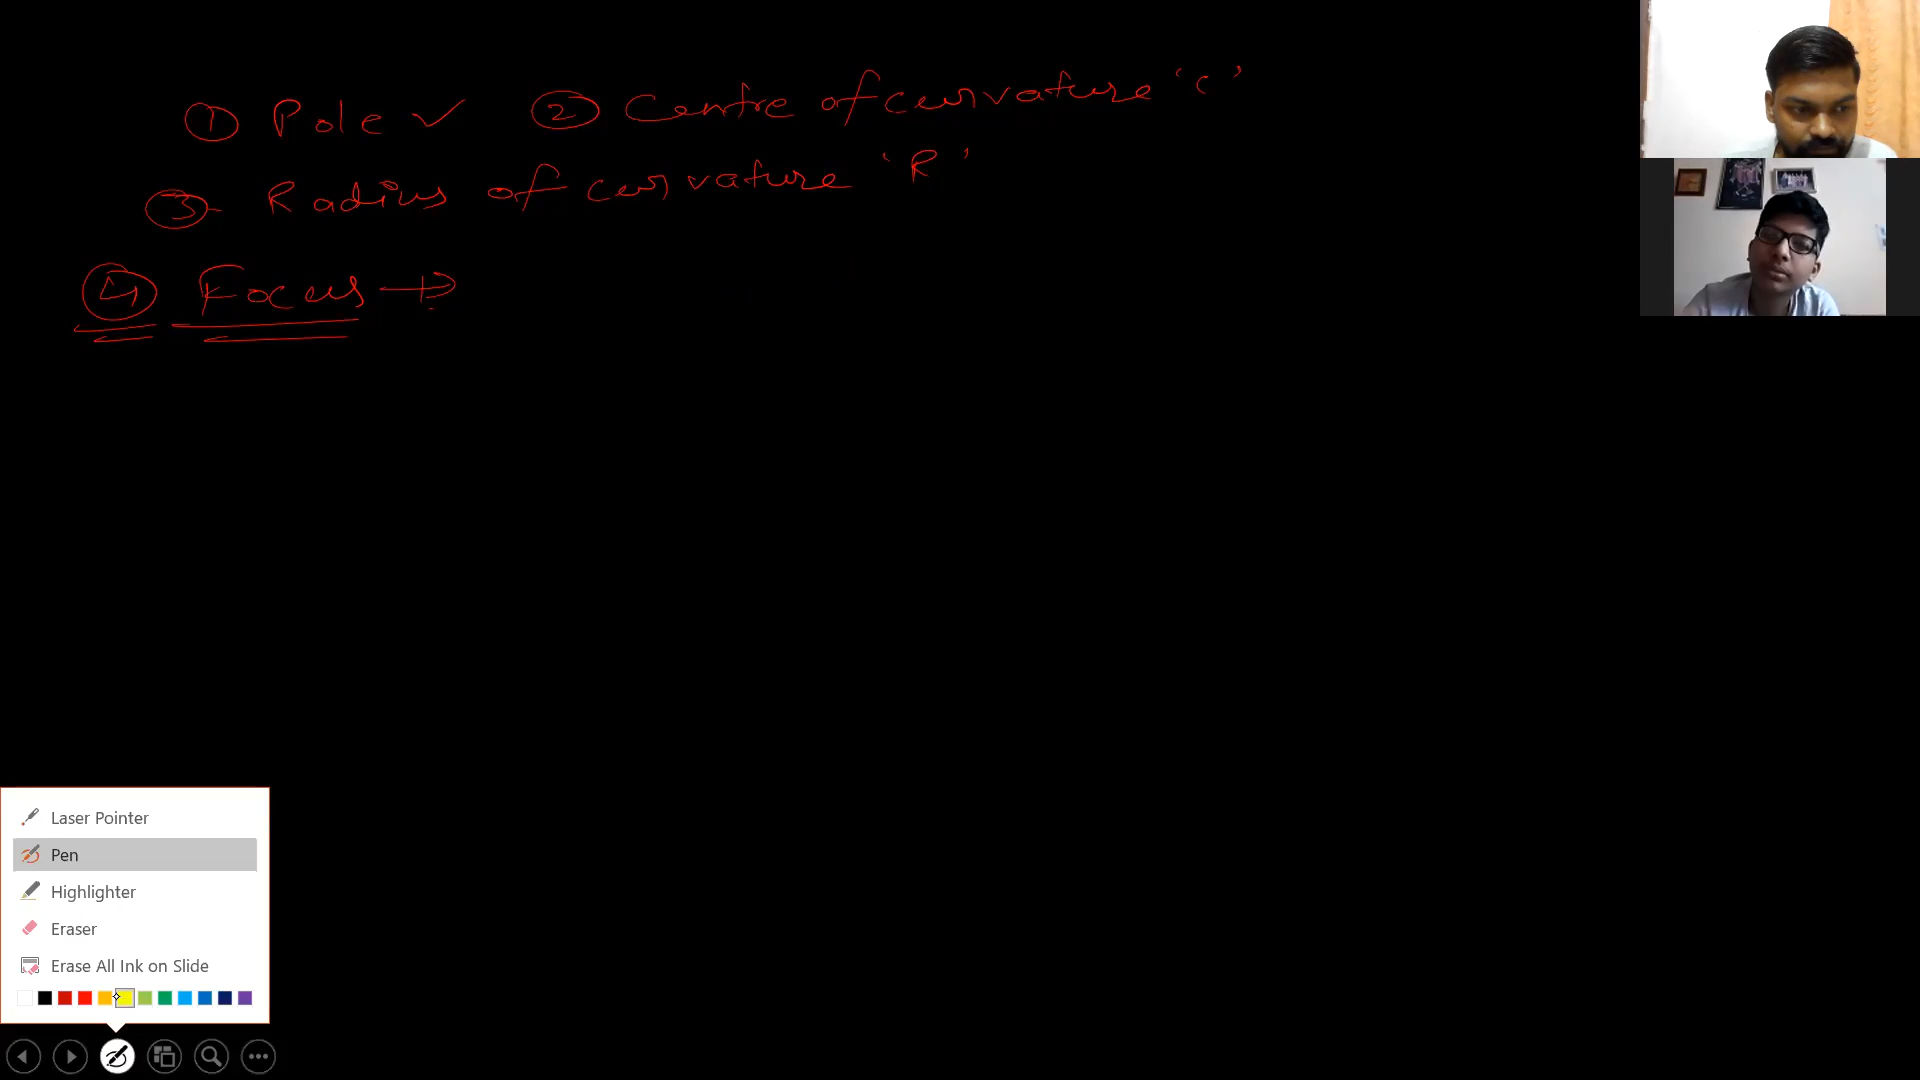 ① Pole ✓ ② Centre of curvature 'c'
③ Radius of curvature 'R'
④ Focus →
Laser Pointer
Pen
Highlighter
Eraser
Erase All Ink on Slide